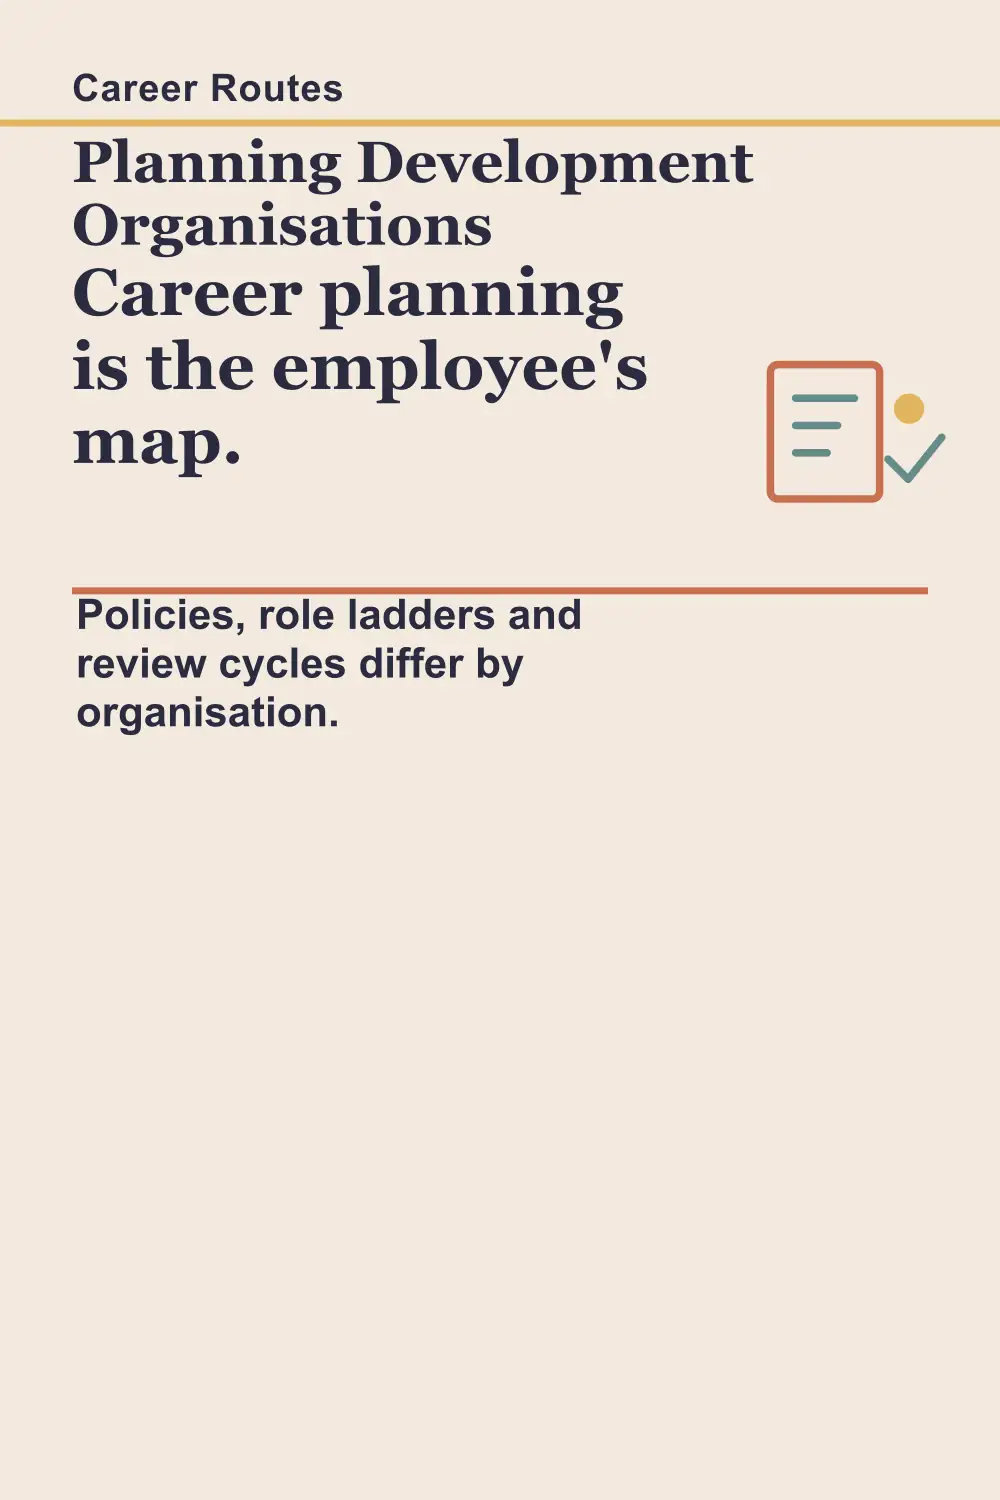 Career Routes
Planning Development
Organisations
Career planning
is the employee's
map.
Policies, role ladders and
review cycles differ by
organisation.